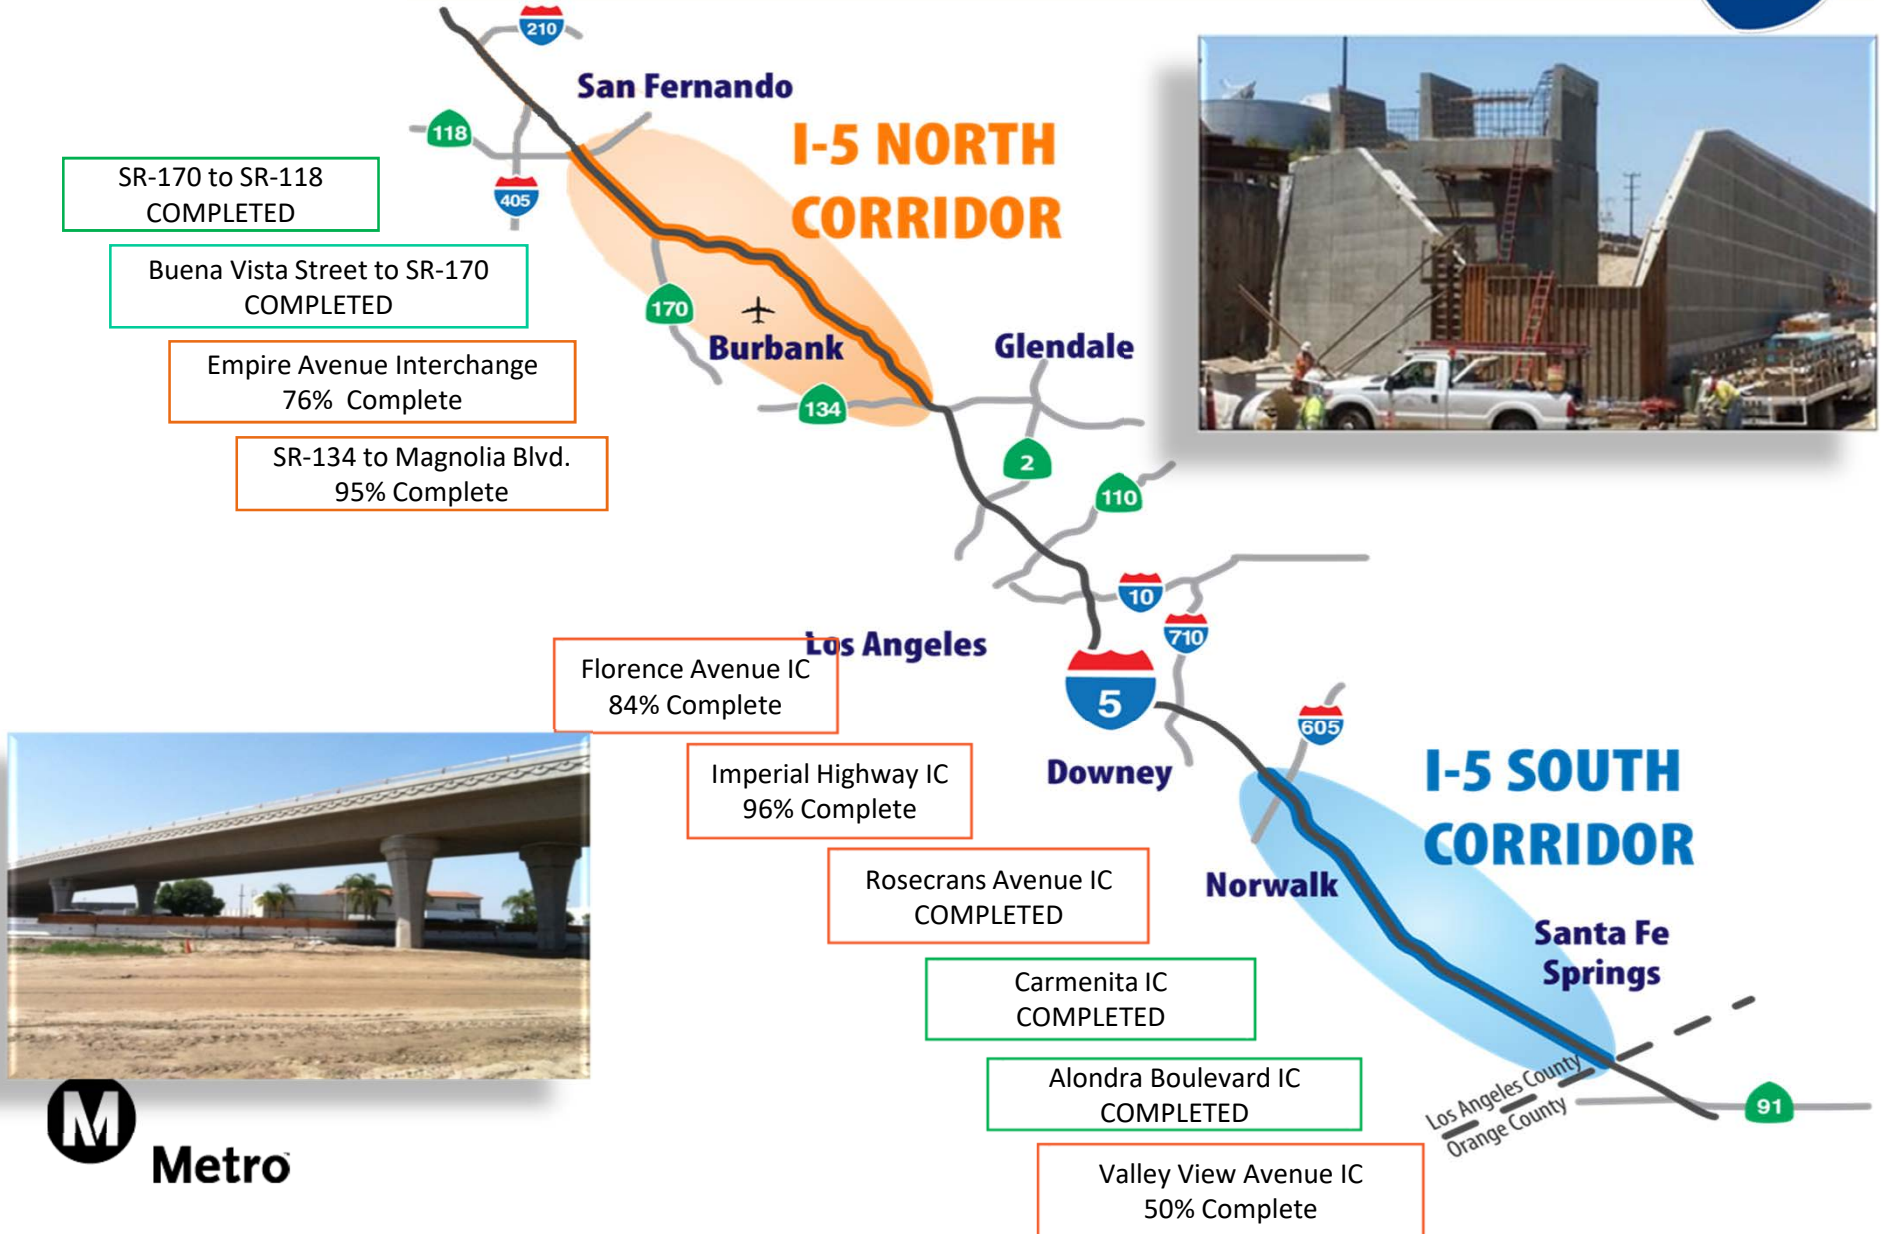 210
San Fernando
118
I-5 NORTH
CORRIDOR
405
SR-170 to SR-118
COMPLETED
Buena Vista Street to SR-170
COMPLETED
170
Burbank
Glendale
Empire Avenue Interchange
76% Complete
134
SR-134 to Magnolia Blvd.
95% Complete
2
110
10
710
Los Angeles
Florence Avenue IC
84% Complete
5
605
Imperial Highway IC
96% Complete
Downey
I-5 SOUTH
CORRIDOR
Rosecrans Avenue IC
COMPLETED
Norwalk
Santa Fe
Springs
Carmenita IC
COMPLETED
Alondra Boulevard IC
COMPLETED
Los Angeles County
Orange County
91
M
Metro
Valley View Avenue IC
50% Complete